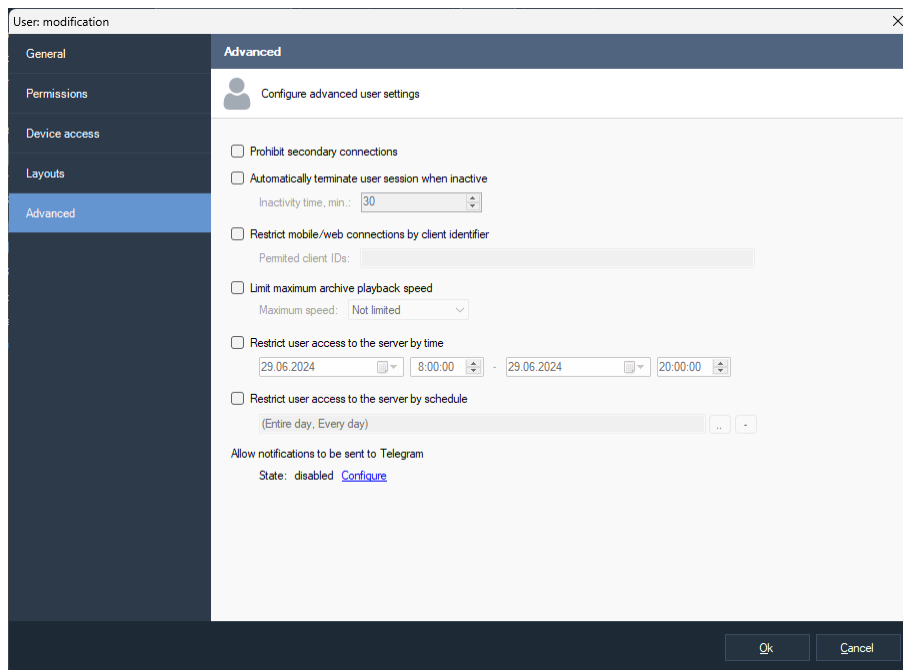 User: modification
General
Permissions
Device access
Layouts
Advanced
Advanced
Configure advanced user settings
Prohibit secondary connections
Automatically terminate user session when inactive
Inactivity time, min.: 30
Restrict mobile/web connections by client identifier
Permited client IDs:
Limit maximum archive playback speed
Maximum speed: Not limited
Restrict user access to the server by time
29.06.2024 8:00:00 - 29.06.2024 20:00:00
Restrict user access to the server by schedule
(Entire day, Every day) .. -
Allow notifications to be sent to Telegram
State: disabled Configure
Ok Cancel